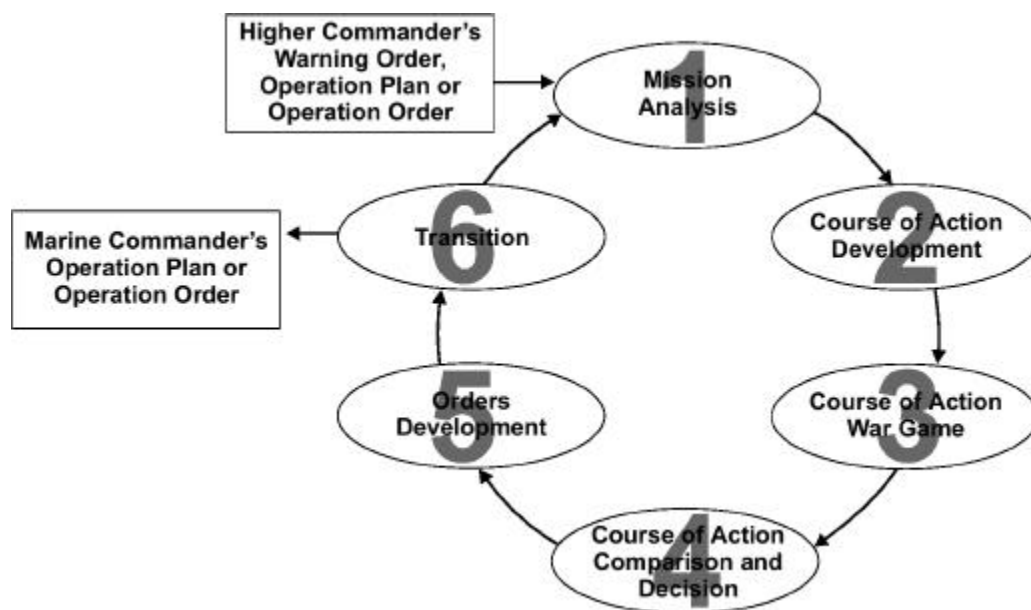 Higher Commander's
Warning Order,
Operation Plan or
Operation Order
1
Mission
Analysis
2
Course of Action
Development
3
Course of Action
War Game
4
Course of Action
Comparison and
Decision
5
Orders
Development
6
Transition
Marine Commander's
Operation Plan or
Operation Order